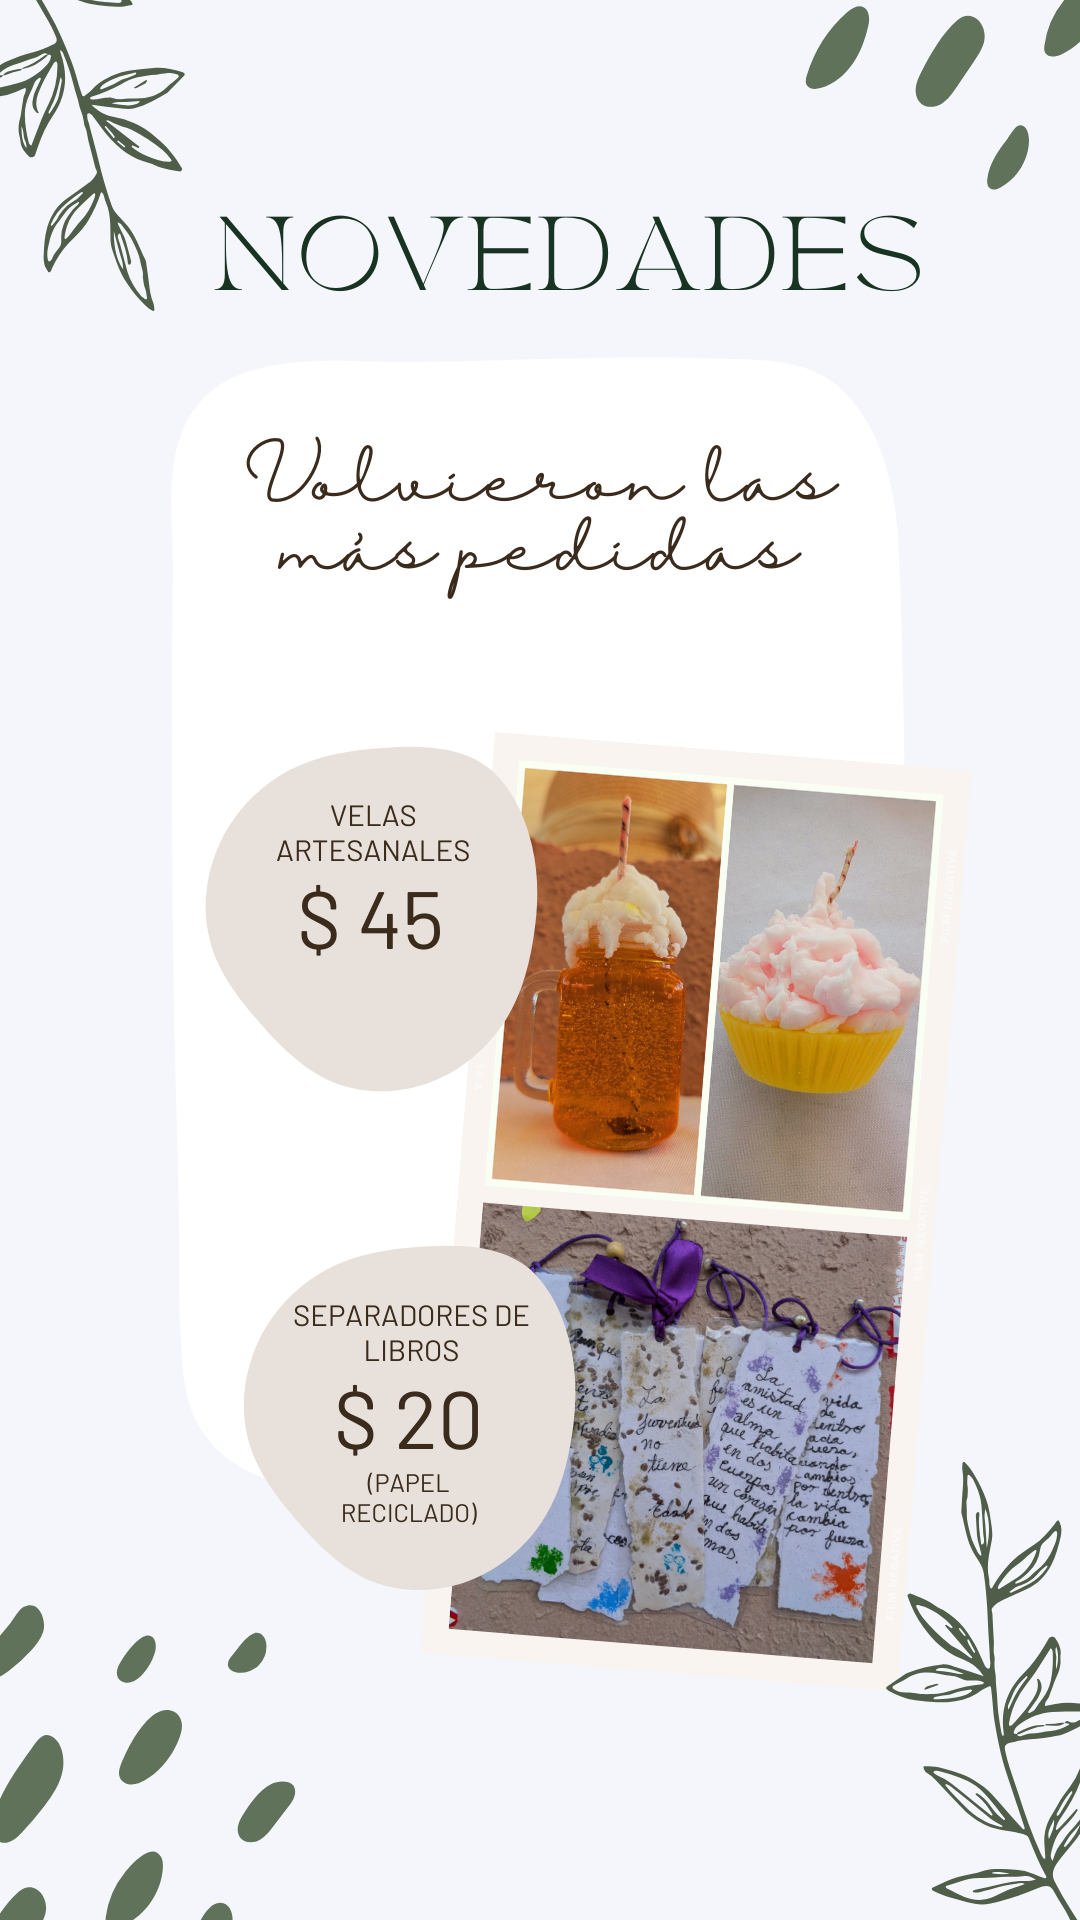 NOVEDADES
Volvieron las
más pedidas
VELAS
ARTESANALES
$ 45
SEPARADORES DE
LIBROS
$ 20
(PAPEL
RECICLADO)
La
juventud
no
tiene
edad
La
amistad
es un
alma
que habita
en dos
cuerpos
un corazón
que habita
en dos
almas.
vida
de
dentro
cuando
cambias
por dentro
la vida
cambia
por fuera